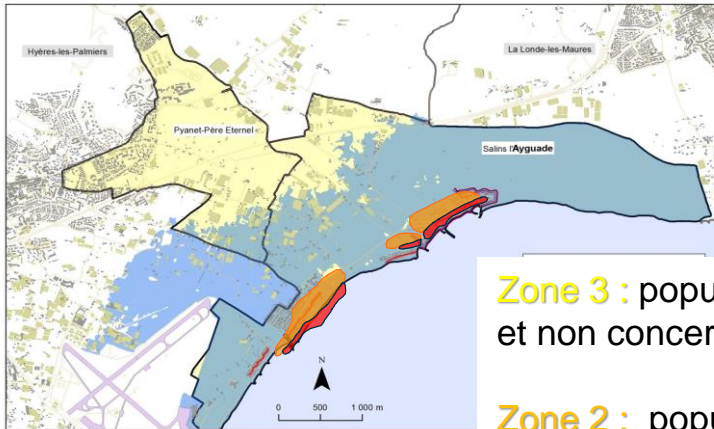 Hyères-les-Palmiers
La Londe-les-Maures
Pyanet-Père Eternel
Salins l'Ayguade
Zone 3 : popu
et non concer
N
Zone 2 : popu
0 500 1 000 m